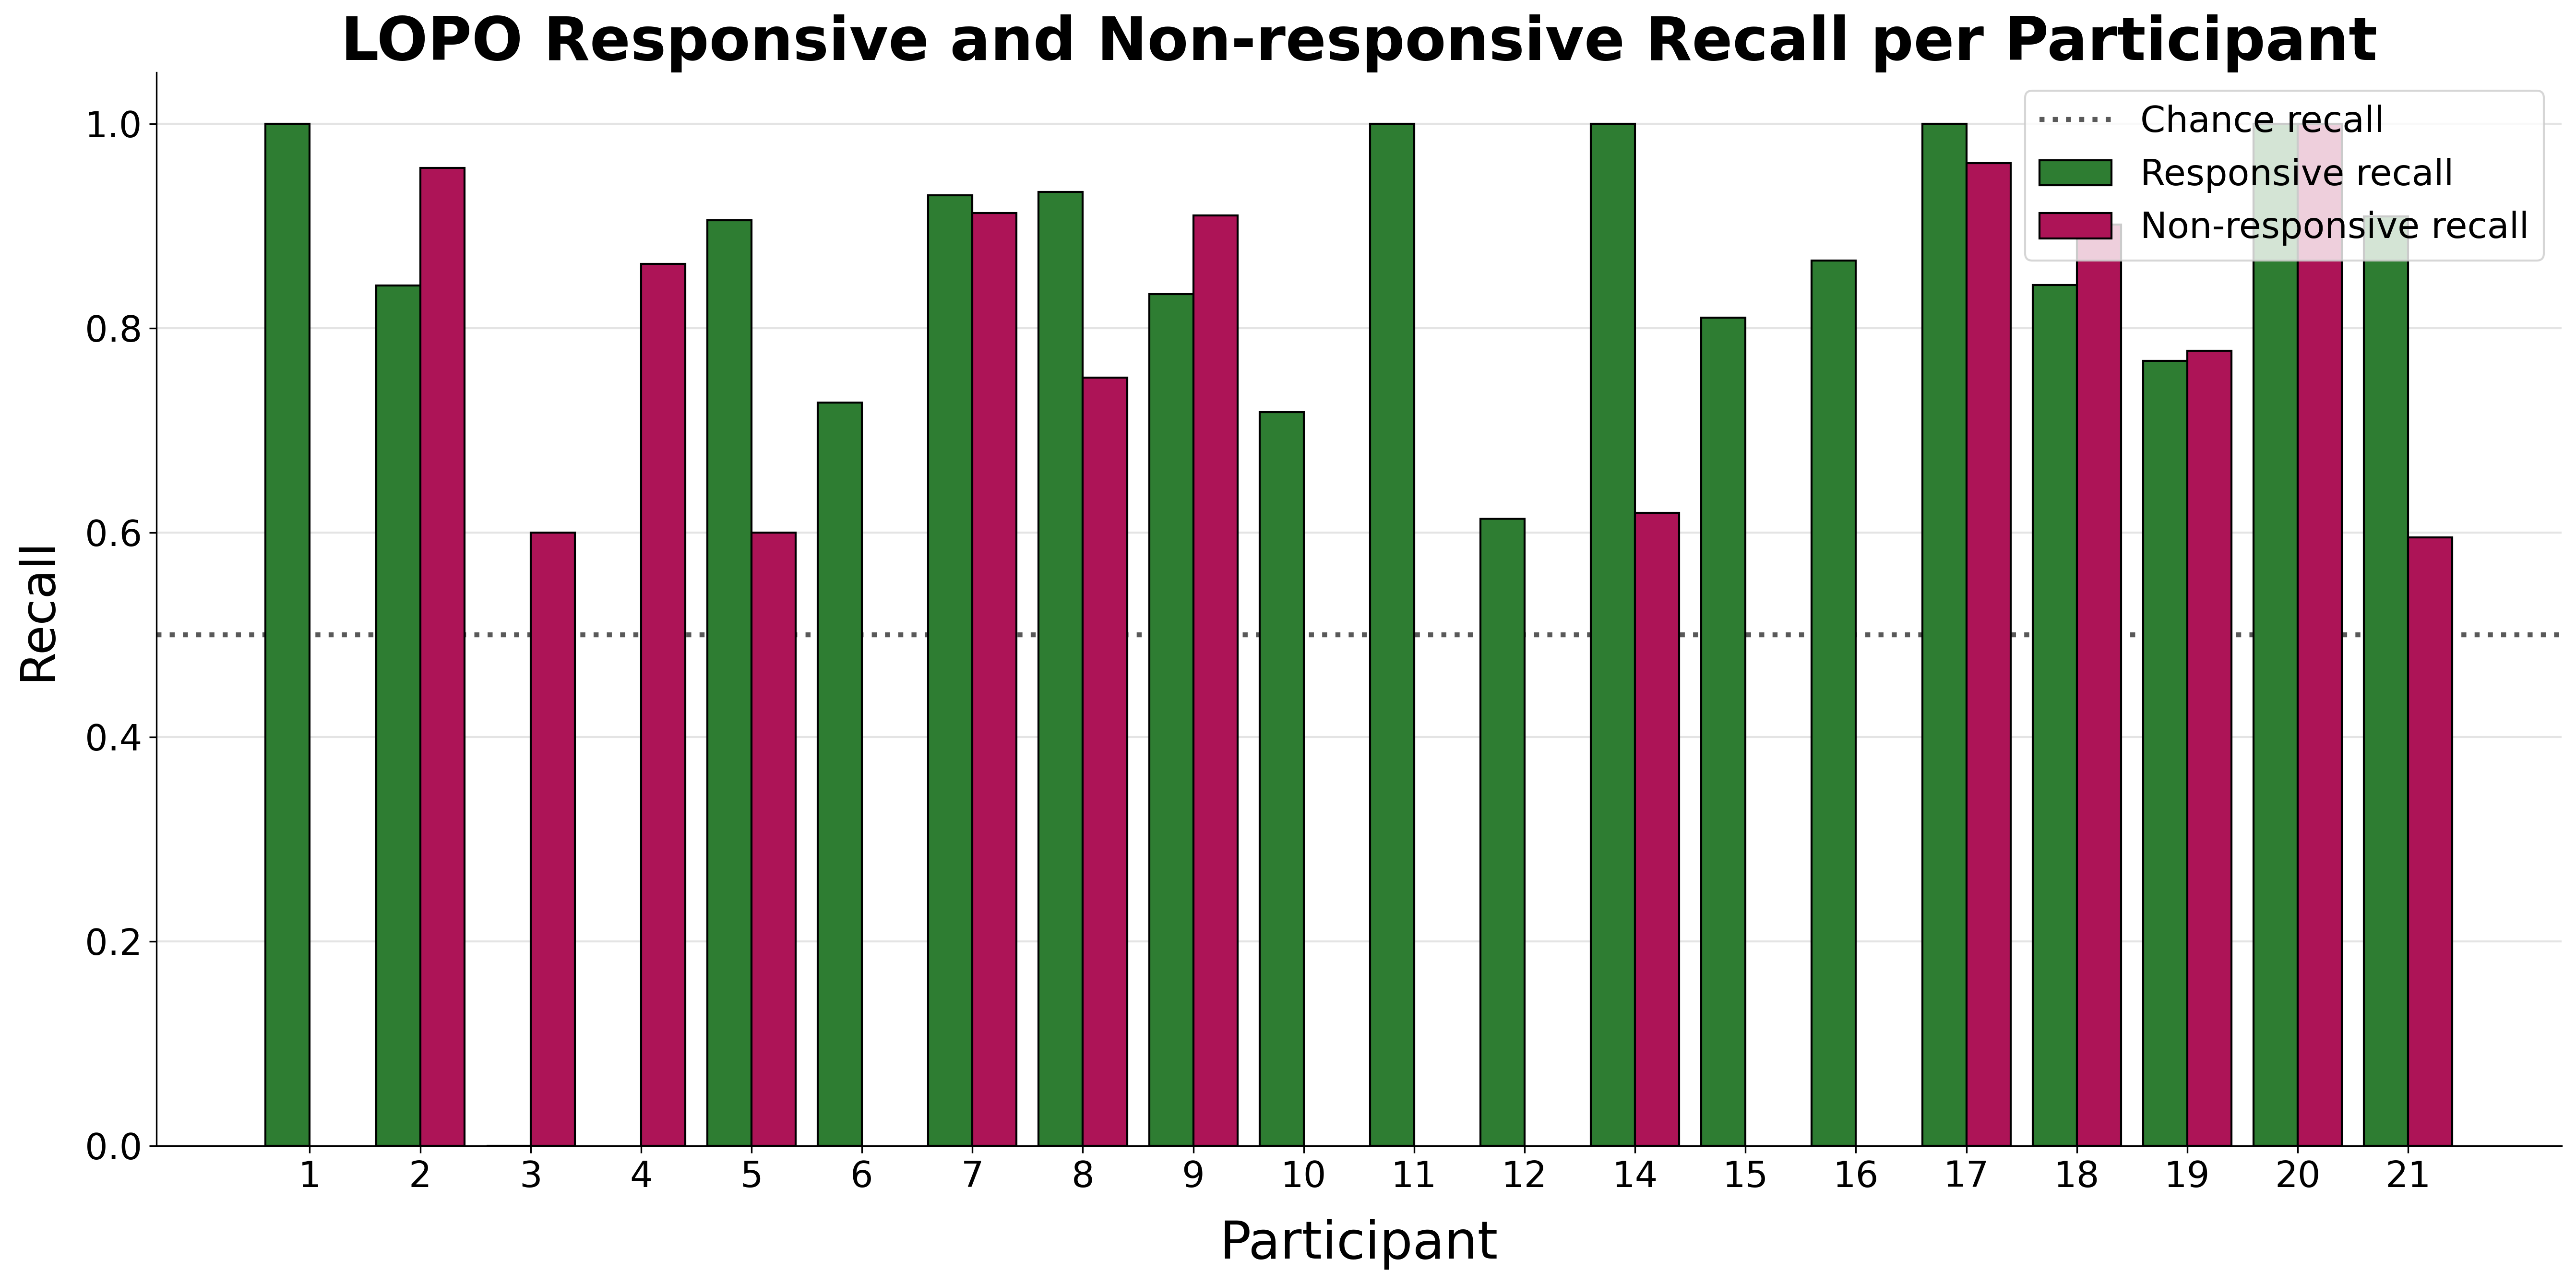 LOPO Responsive and Non-responsive Recall per Participant
Chance recall
Responsive recall
Non-responsive recall
Recall
1.0
0.8
0.6
0.4
0.2
0.0
1 2 3 4 5 6 7 8 9 10 11 12 14 15 16 17 18 19 20 21
Participant